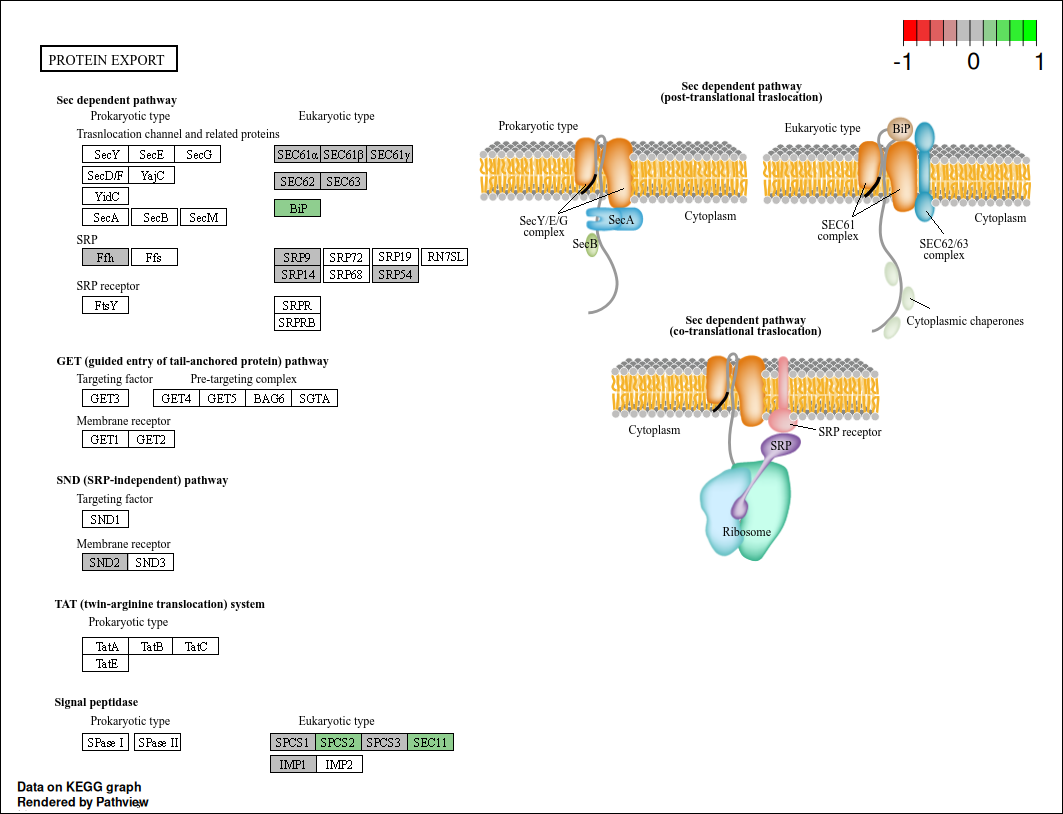 -1 0 1
PROTEIN EXPORT
Sec dependent pathway
Prokaryotic type Eukaryotic type
Trasnlocation channel and related proteins
SecY SecE SecG SEC61α SEC61β SEC61γ
SecD/F YajC SEC62 SEC63
YidC
BiP
SecA SecB SecM
SRP
Ffh Ffs SRP9 SRP72 SRP19 RN7SL
SRP14 SRP68 SRP54
SRP receptor
FtsY SRPR
SRPRB
GET (guided entry of tail-anchored protein) pathway
Targeting factor Pre-targeting complex
GET3 GET4 GET5 BAG6 SGTA
Membrane receptor
GET1 GET2
SND (SRP-independent) pathway
Targeting factor
SND1
Membrane receptor
SND2 SND3
TAT (twin-arginine translocation) system
Prokaryotic type
TatA TatB TatC
TatE
Signal peptidase
Prokaryotic type Eukaryotic type
SPase I SPase II SPCS1 SPCS2 SPCS3 SEC11
IMP1 IMP2
Sec dependent pathway
(post-translational traslocation)
Prokaryotic type
SecY/E/G
complex
SecA
SecB
Cytoplasm
Eukaryotic type
BiP
SEC61
complex
Cytoplasm
SEC62/63
complex
Cytoplasmic chaperones
Sec dependent pathway
(co-translational traslocation)
Cytoplasm
SRP receptor
SRP
Ribosome
Data on KEGG graph
Rendered by Pathview